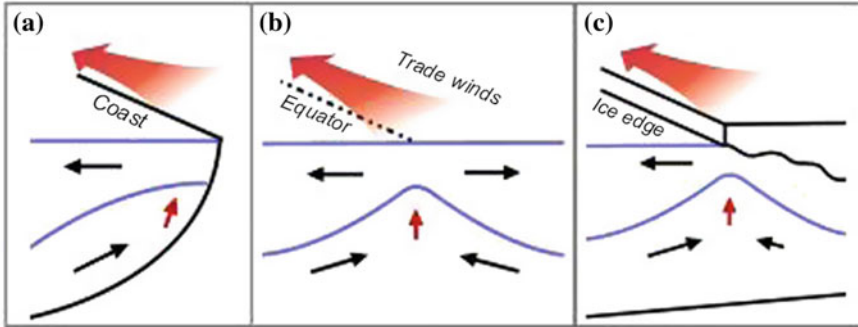 (a)
Coast
(b)
Trade winds
Equator
(c)
Ice edge